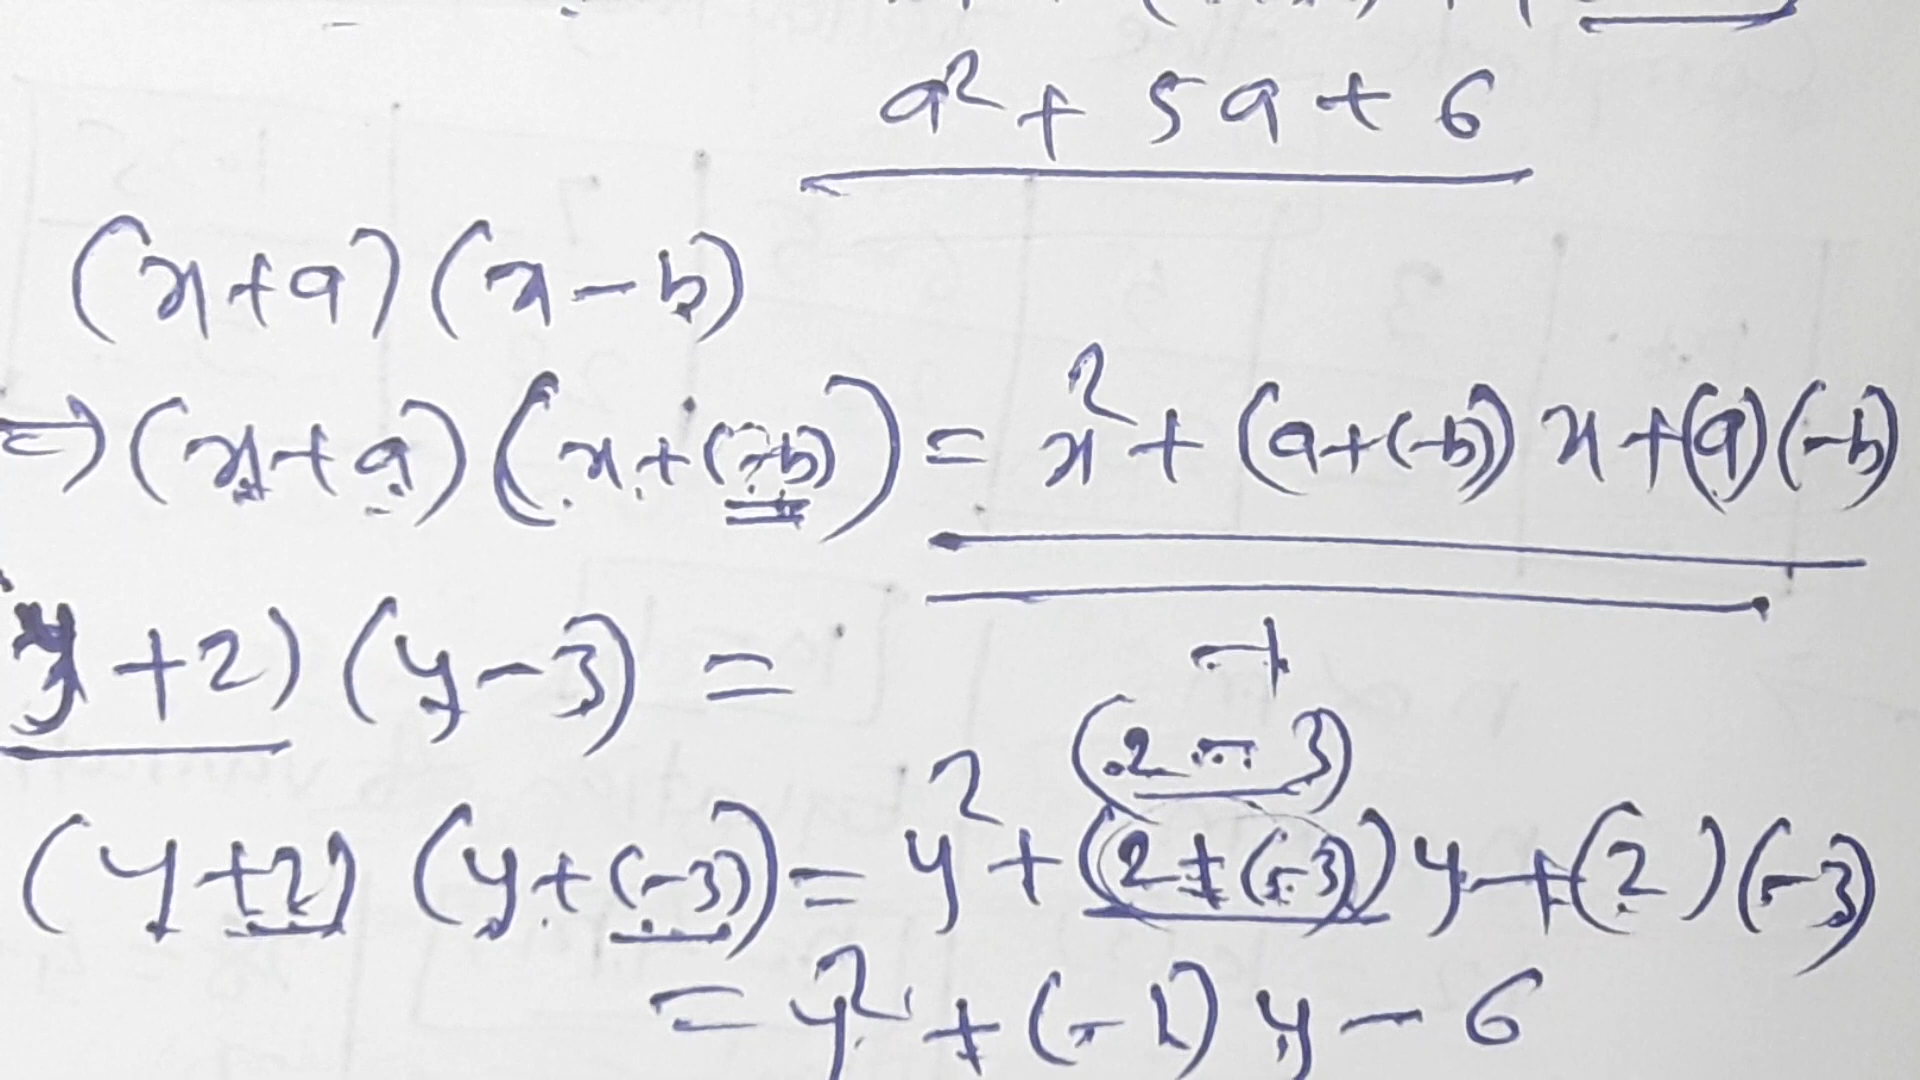 a² + 5a + 6
(x+a) (x-b)
⇒ (x+a) (x+(-b)) = x² + (a+(-b)) x + (a)(-b)
y+2) (y-3) =
(2-3)
(y+2) (y+(-3)) = y² + (2+(-3)) y + (2)(-3)
= y² + (-1) y - 6